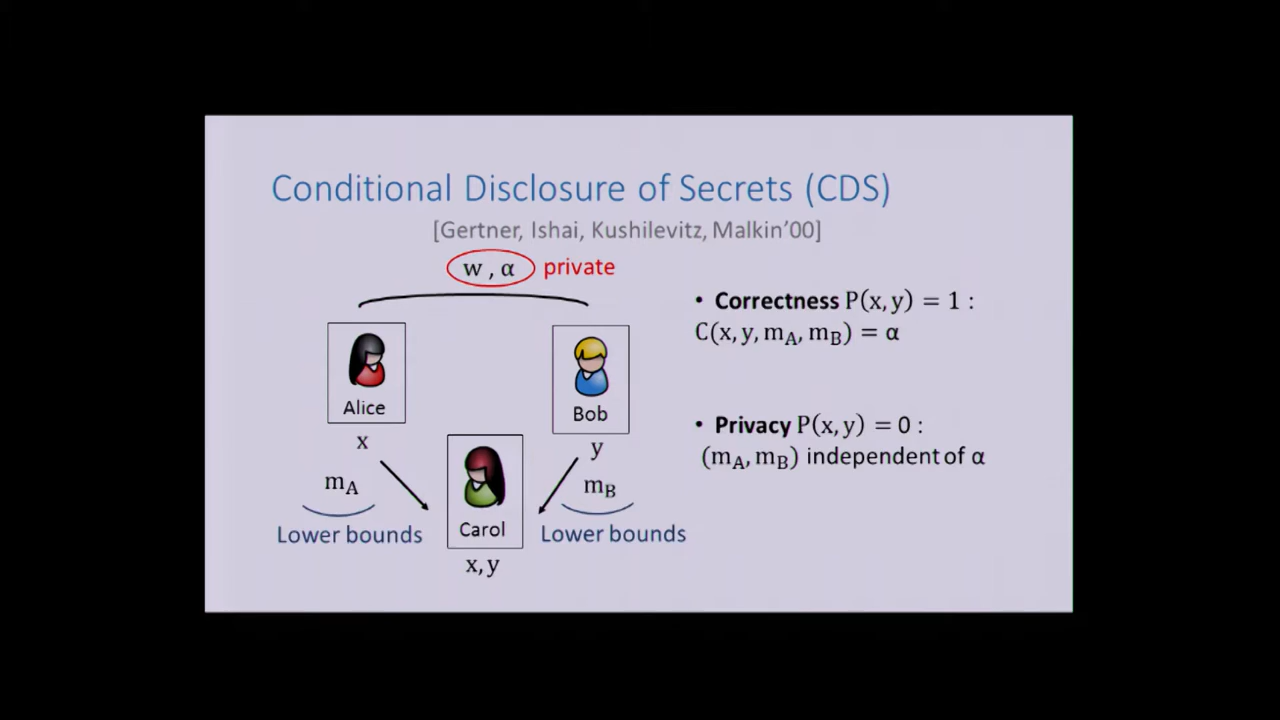 Conditional Disclosure of Secrets (CDS)
[Gertner, Ishai, Kushilevitz, Malkin’00]
w , α private
Alice
x
mA
Lower bounds
Bob
y
mB
Lower bounds
Carol
x, y
• Correctness P(x, y) = 1 :
C(x, y, mA, mB) = α
• Privacy P(x, y) = 0 :
(mA, mB) independent of α